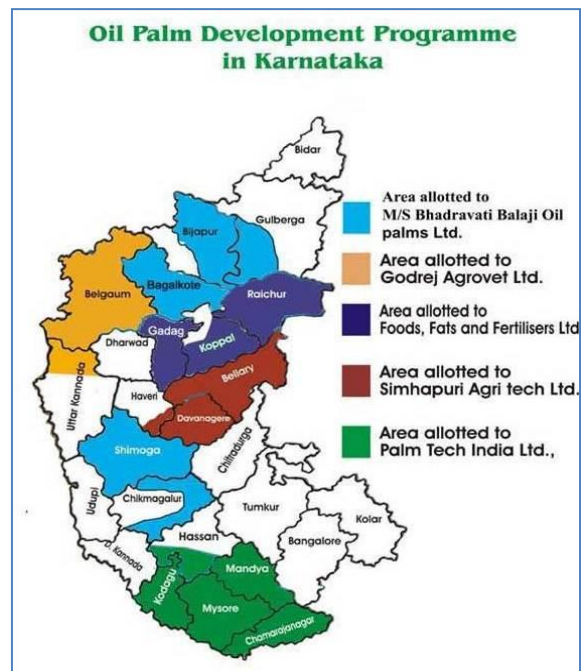 Oil Palm Development Programme
in Karnataka
Bidar
Gulberga
Bijapur
Bagalkote
Belgaum
Raichur
Gadag
Koppal
Dharwad
Bellary
Uttar Kannada
Haveri
Davanagere
Chitradurga
Shimoga
Udupi
Chikmagalur
Tumkur
Kolar
Hassan
Bangalore
D. Kannada
Mandya
Kodagu
Mysore
Chamarajanagar
Area allotted to
M/S Bhadravati Balaji Oil
palms Ltd.
Area allotted to
Godrej Agrovet Ltd.
Area allotted to
Foods, Fats and Fertilisers Ltd
Area allotted to
Simhapuri Agri tech Ltd.
Area allotted to
Palm Tech India Ltd.,